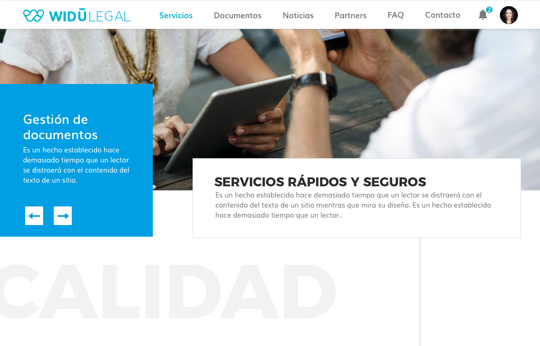 WIDŪLEGAL
Servicios
Documentos
Noticias
Partners
FAQ
Contacto
2
Gestión de
documentos
Es un hecho establecido hace
demasiado tiempo que un lector
se distraerá con el contenido del
texto de un sitio.
SERVICIOS RÁPIDOS Y SEGUROS
Es un hecho establecido hace demasiado tiempo que un lector se distraerá con el
contenido del texto de un sitio mientras que mira su diseño. Es un hecho establecido
hace demasiado tiempo que un lector..
CALIDAD